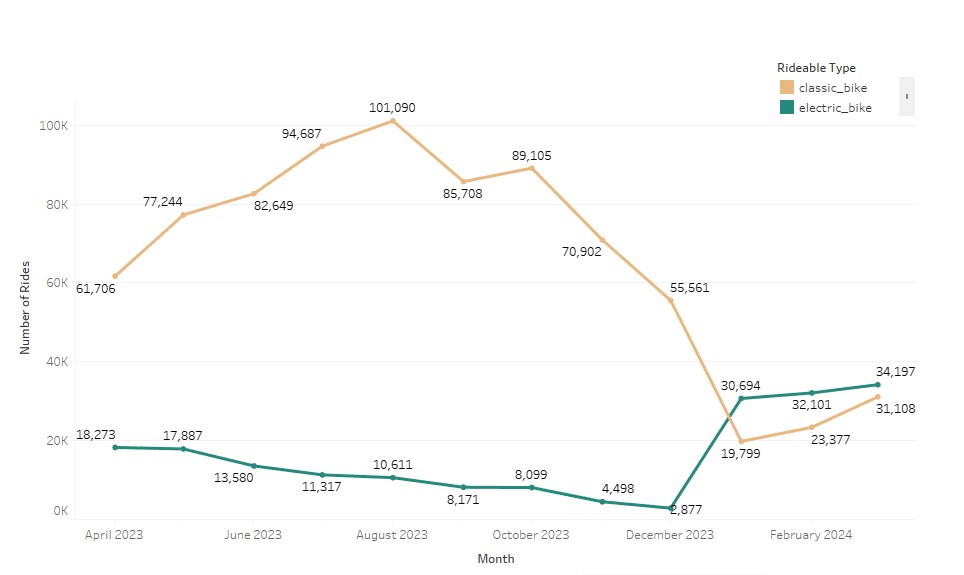 Rideable Type
classic_bike
electric_bike
101,090
100K
94,687
89,105
85,708
80K
77,244
82,649
70,902
Number of Rides
60K
61,706
55,561
40K
30,694
34,197
32,101
31,108
20K
18,273
17,887
23,377
19,799
13,580
11,317
10,611
8,171
8,099
4,498
2,877
0K
April 2023
June 2023
August 2023
October 2023
December 2023
February 2024
Month